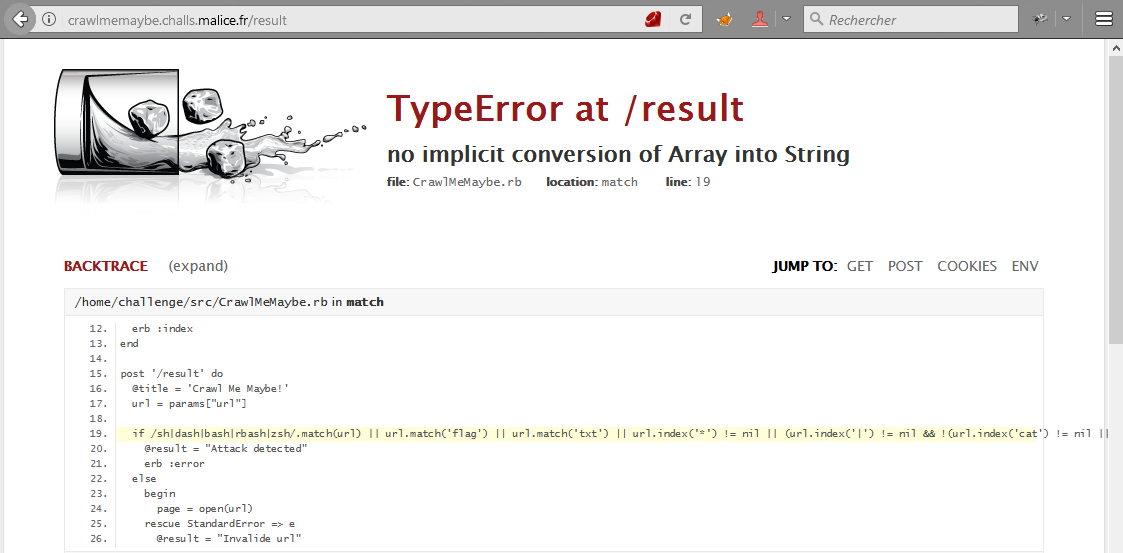 crawlmemaybe.challs.malice.fr/result
Rechercher
TypeError at /result
no implicit conversion of Array into String
file: CrawlMeMaybe.rb location: match line: 19
BACKTRACE (expand) JUMP TO: GET POST COOKIES ENV
/home/challenge/src/CrawlMeMaybe.rb in match
12. erb :index
13. end
14.
15. post '/result' do
16. @title = 'Crawl Me Maybe!'
17. url = params["url"]
18.
19. if /sh|dash|bash|rbash|zsh/.match(url) || url.match('flag') || url.match('txt') || url.index('*') != nil || (url.index('|') != nil && !(url.index('cat') != nil ||
20. @result = "Attack detected"
21. erb :error
22. else
23. begin
24. page = open(url)
25. rescue StandardError => e
26. @result = "Invalide url"